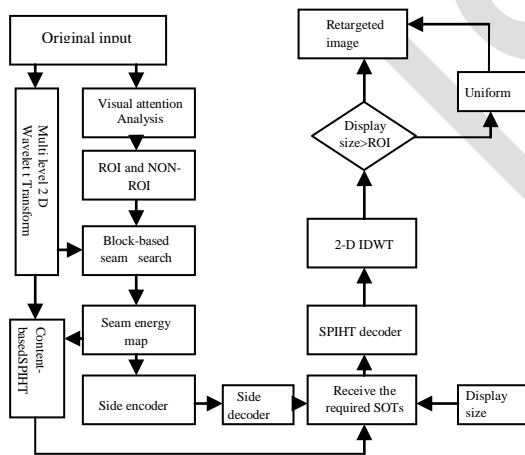 Original input
Visual attention
Analysis
ROI and NON-
ROI
Block-based
seam search
Seam energy
map
Side encoder
Side
decoder
Multi level 2 D
Wavelet t Transform
Content-
basedSPIHT
Retargeted
image
Uniform
Display
size>ROI
2-D IDWT
SPIHT decoder
Receive the
required SOTs
Display
size